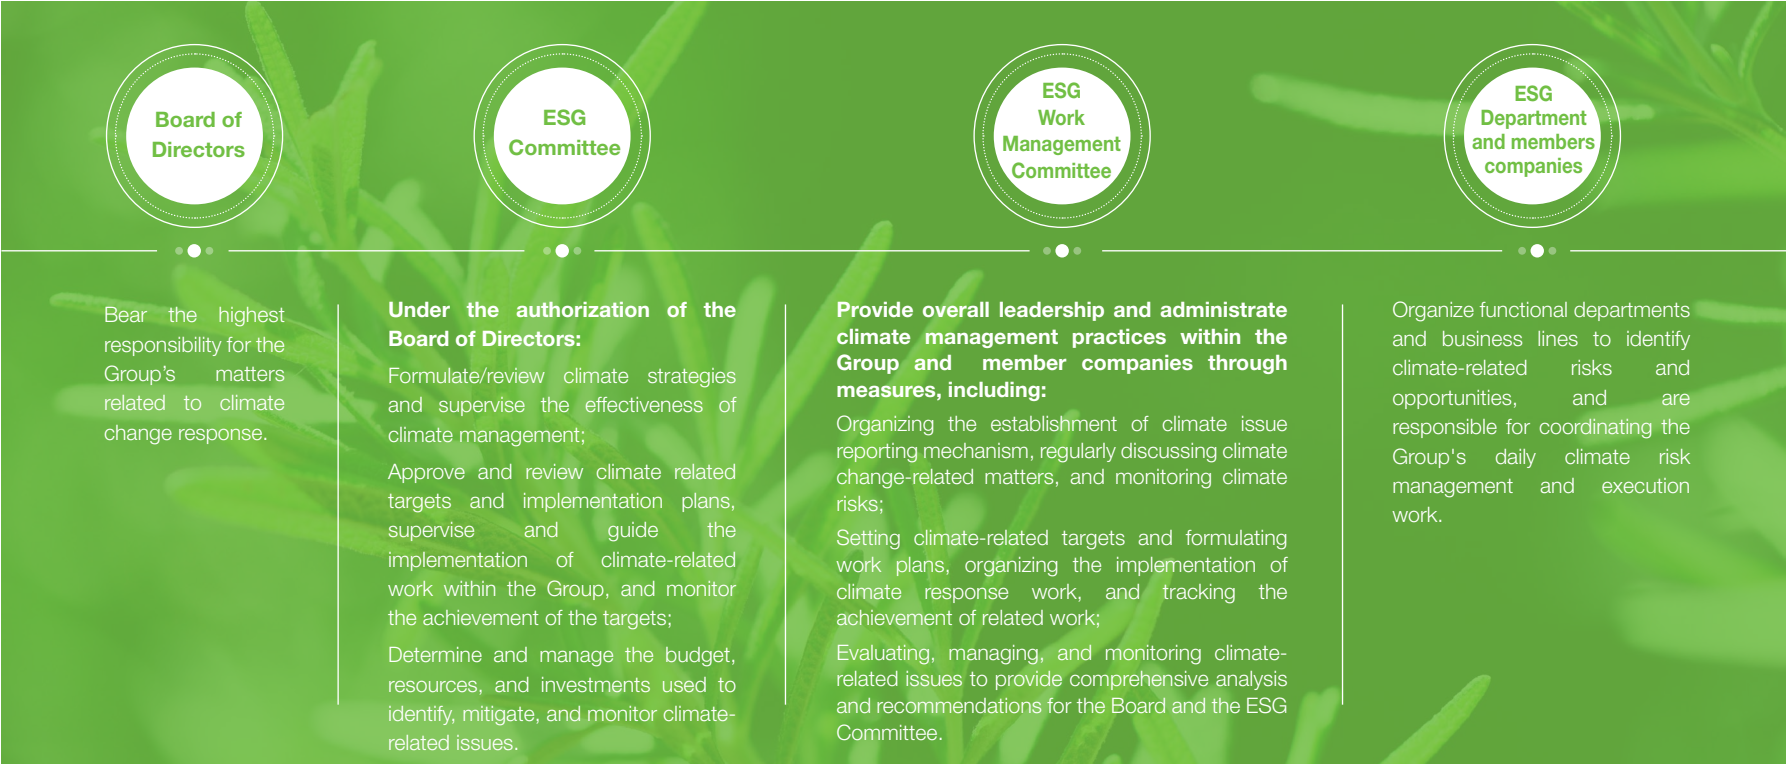 Board of
Directors
ESG
Committee
ESG
Work
Management
Committee
ESG
Department
and members
companies
Bear the highest
responsibility for the
Group’s matters
related to climate
change response.
Under the authorization of the
Board of Directors:
Formulate/review climate strategies
and supervise the effectiveness of
climate management;
Approve and review climate related
targets and implementation plans,
supervise and guide the
implementation of climate-related
work within the Group, and monitor
the achievement of the targets;
Determine and manage the budget,
resources, and investments used to
identify, mitigate, and monitor climate-
related issues.
Provide overall leadership and administrate
climate management practices within the
Group and member companies through
measures, including:
Organizing the establishment of climate issue
reporting mechanism, regularly discussing climate
change-related matters, and monitoring climate
risks;
Setting climate-related targets and formulating
work plans, organizing the implementation of
climate response work, and tracking the
achievement of related work;
Evaluating, managing, and monitoring climate-
related issues to provide comprehensive analysis
and recommendations for the Board and the ESG
Committee.
Organize functional departments
and business lines to identify
climate-related risks and
opportunities, and are
responsible for coordinating the
Group's daily climate risk
management and execution
work.